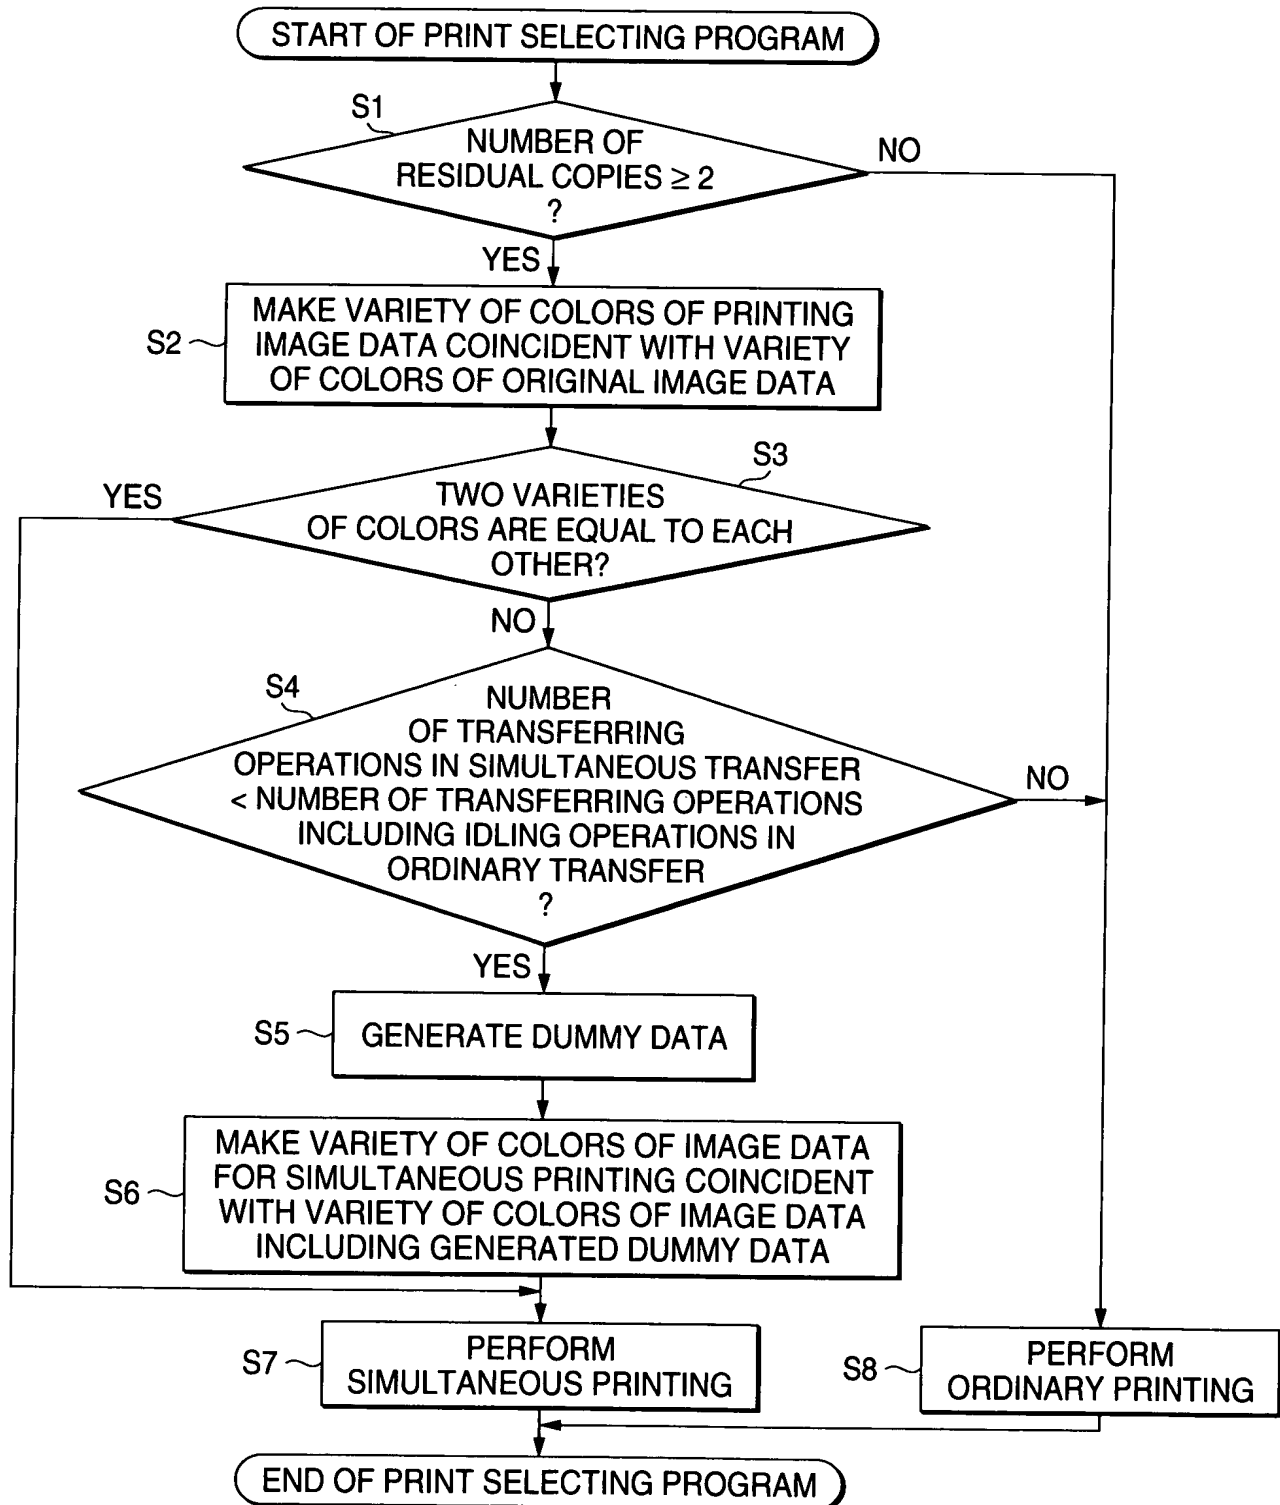 START OF PRINT SELECTING PROGRAM
S1
NUMBER OF
RESIDUAL COPIES ≥ 2
?
NO
YES
S2
MAKE VARIETY OF COLORS OF PRINTING
IMAGE DATA COINCIDENT WITH VARIETY
OF COLORS OF ORIGINAL IMAGE DATA
S3
YES
TWO VARIETIES
OF COLORS ARE EQUAL TO EACH
OTHER?
NO
S4
NUMBER
OF TRANSFERRING
OPERATIONS IN SIMULTANEOUS TRANSFER
< NUMBER OF TRANSFERRING OPERATIONS
INCLUDING IDLING OPERATIONS IN
ORDINARY TRANSFER
?
NO
YES
S5
GENERATE DUMMY DATA
S6
MAKE VARIETY OF COLORS OF IMAGE DATA
FOR SIMULTANEOUS PRINTING COINCIDENT
WITH VARIETY OF COLORS OF IMAGE DATA
INCLUDING GENERATED DUMMY DATA
S7
PERFORM
SIMULTANEOUS PRINTING
S8
PERFORM
ORDINARY PRINTING
END OF PRINT SELECTING PROGRAM